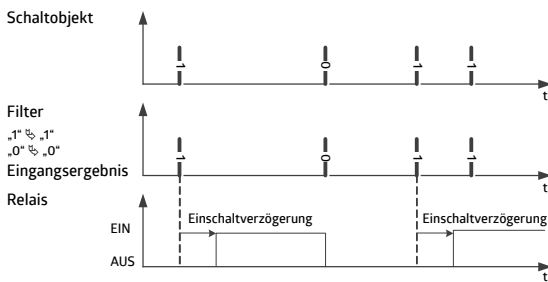 Schaltobjekt
1 0 1 1
t
Filter
„1“ ⏎ „1“
„0“ ⏎ „0“
Eingangsergebnis
1 0 1 1
t
Relais
EIN
Einschaltverzögerung Einschaltverzögerung
AUS
t